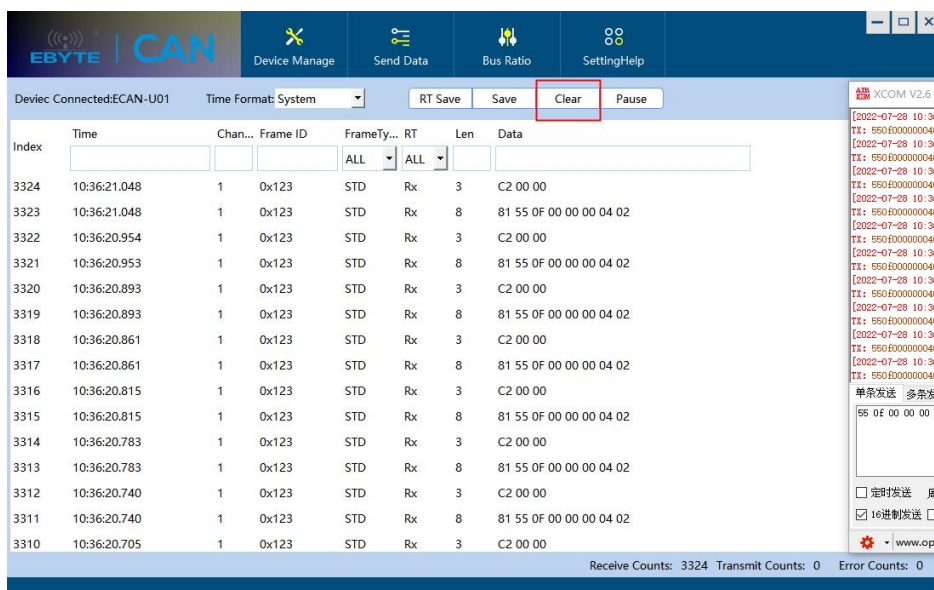 EBYTE | CAN
Device Manage
Send Data
Bus Ratio
SettingHelp
Deviec Connected:ECAN-U01 Time Format: System RT Save Save Clear Pause
Index Time Chan... Frame ID FrameTy... RT Len Data
ALL ALL
3324 10:36:21.048 1 0x123 STD Rx 3 C2 00 00
3323 10:36:21.048 1 0x123 STD Rx 8 81 55 0F 00 00 00 04 02
3322 10:36:20.954 1 0x123 STD Rx 3 C2 00 00
3321 10:36:20.953 1 0x123 STD Rx 8 81 55 0F 00 00 00 04 02
3320 10:36:20.893 1 0x123 STD Rx 3 C2 00 00
3319 10:36:20.893 1 0x123 STD Rx 8 81 55 0F 00 00 00 04 02
3318 10:36:20.861 1 0x123 STD Rx 3 C2 00 00
3317 10:36:20.861 1 0x123 STD Rx 8 81 55 0F 00 00 00 04 02
3316 10:36:20.815 1 0x123 STD Rx 3 C2 00 00
3315 10:36:20.815 1 0x123 STD Rx 8 81 55 0F 00 00 00 04 02
3314 10:36:20.783 1 0x123 STD Rx 3 C2 00 00
3313 10:36:20.783 1 0x123 STD Rx 8 81 55 0F 00 00 00 04 02
3312 10:36:20.740 1 0x123 STD Rx 3 C2 00 00
3311 10:36:20.740 1 0x123 STD Rx 8 81 55 0F 00 00 00 04 02
3310 10:36:20.705 1 0x123 STD Rx 3 C2 00 00
Receive Counts: 3324 Transmit Counts: 0 Error Counts: 0
XCOM V2.6
[2022-07-28 10:3
TX: 550f00000004
[2022-07-28 10:3
TX: 550f00000004
[2022-07-28 10:3
TX: 550f00000004
[2022-07-28 10:3
TX: 550f00000004
[2022-07-28 10:3
TX: 550f00000004
[2022-07-28 10:3
TX: 550f00000004
[2022-07-28 10:3
TX: 550f00000004
[2022-07-28 10:3
TX: 550f00000004
[2022-07-28 10:3
TX: 550f00000004
[2022-07-28 10:3
TX: 550f00000004
单条发送 多条发
55 0f 00 00 00
定时发送
16进制发送
www.op